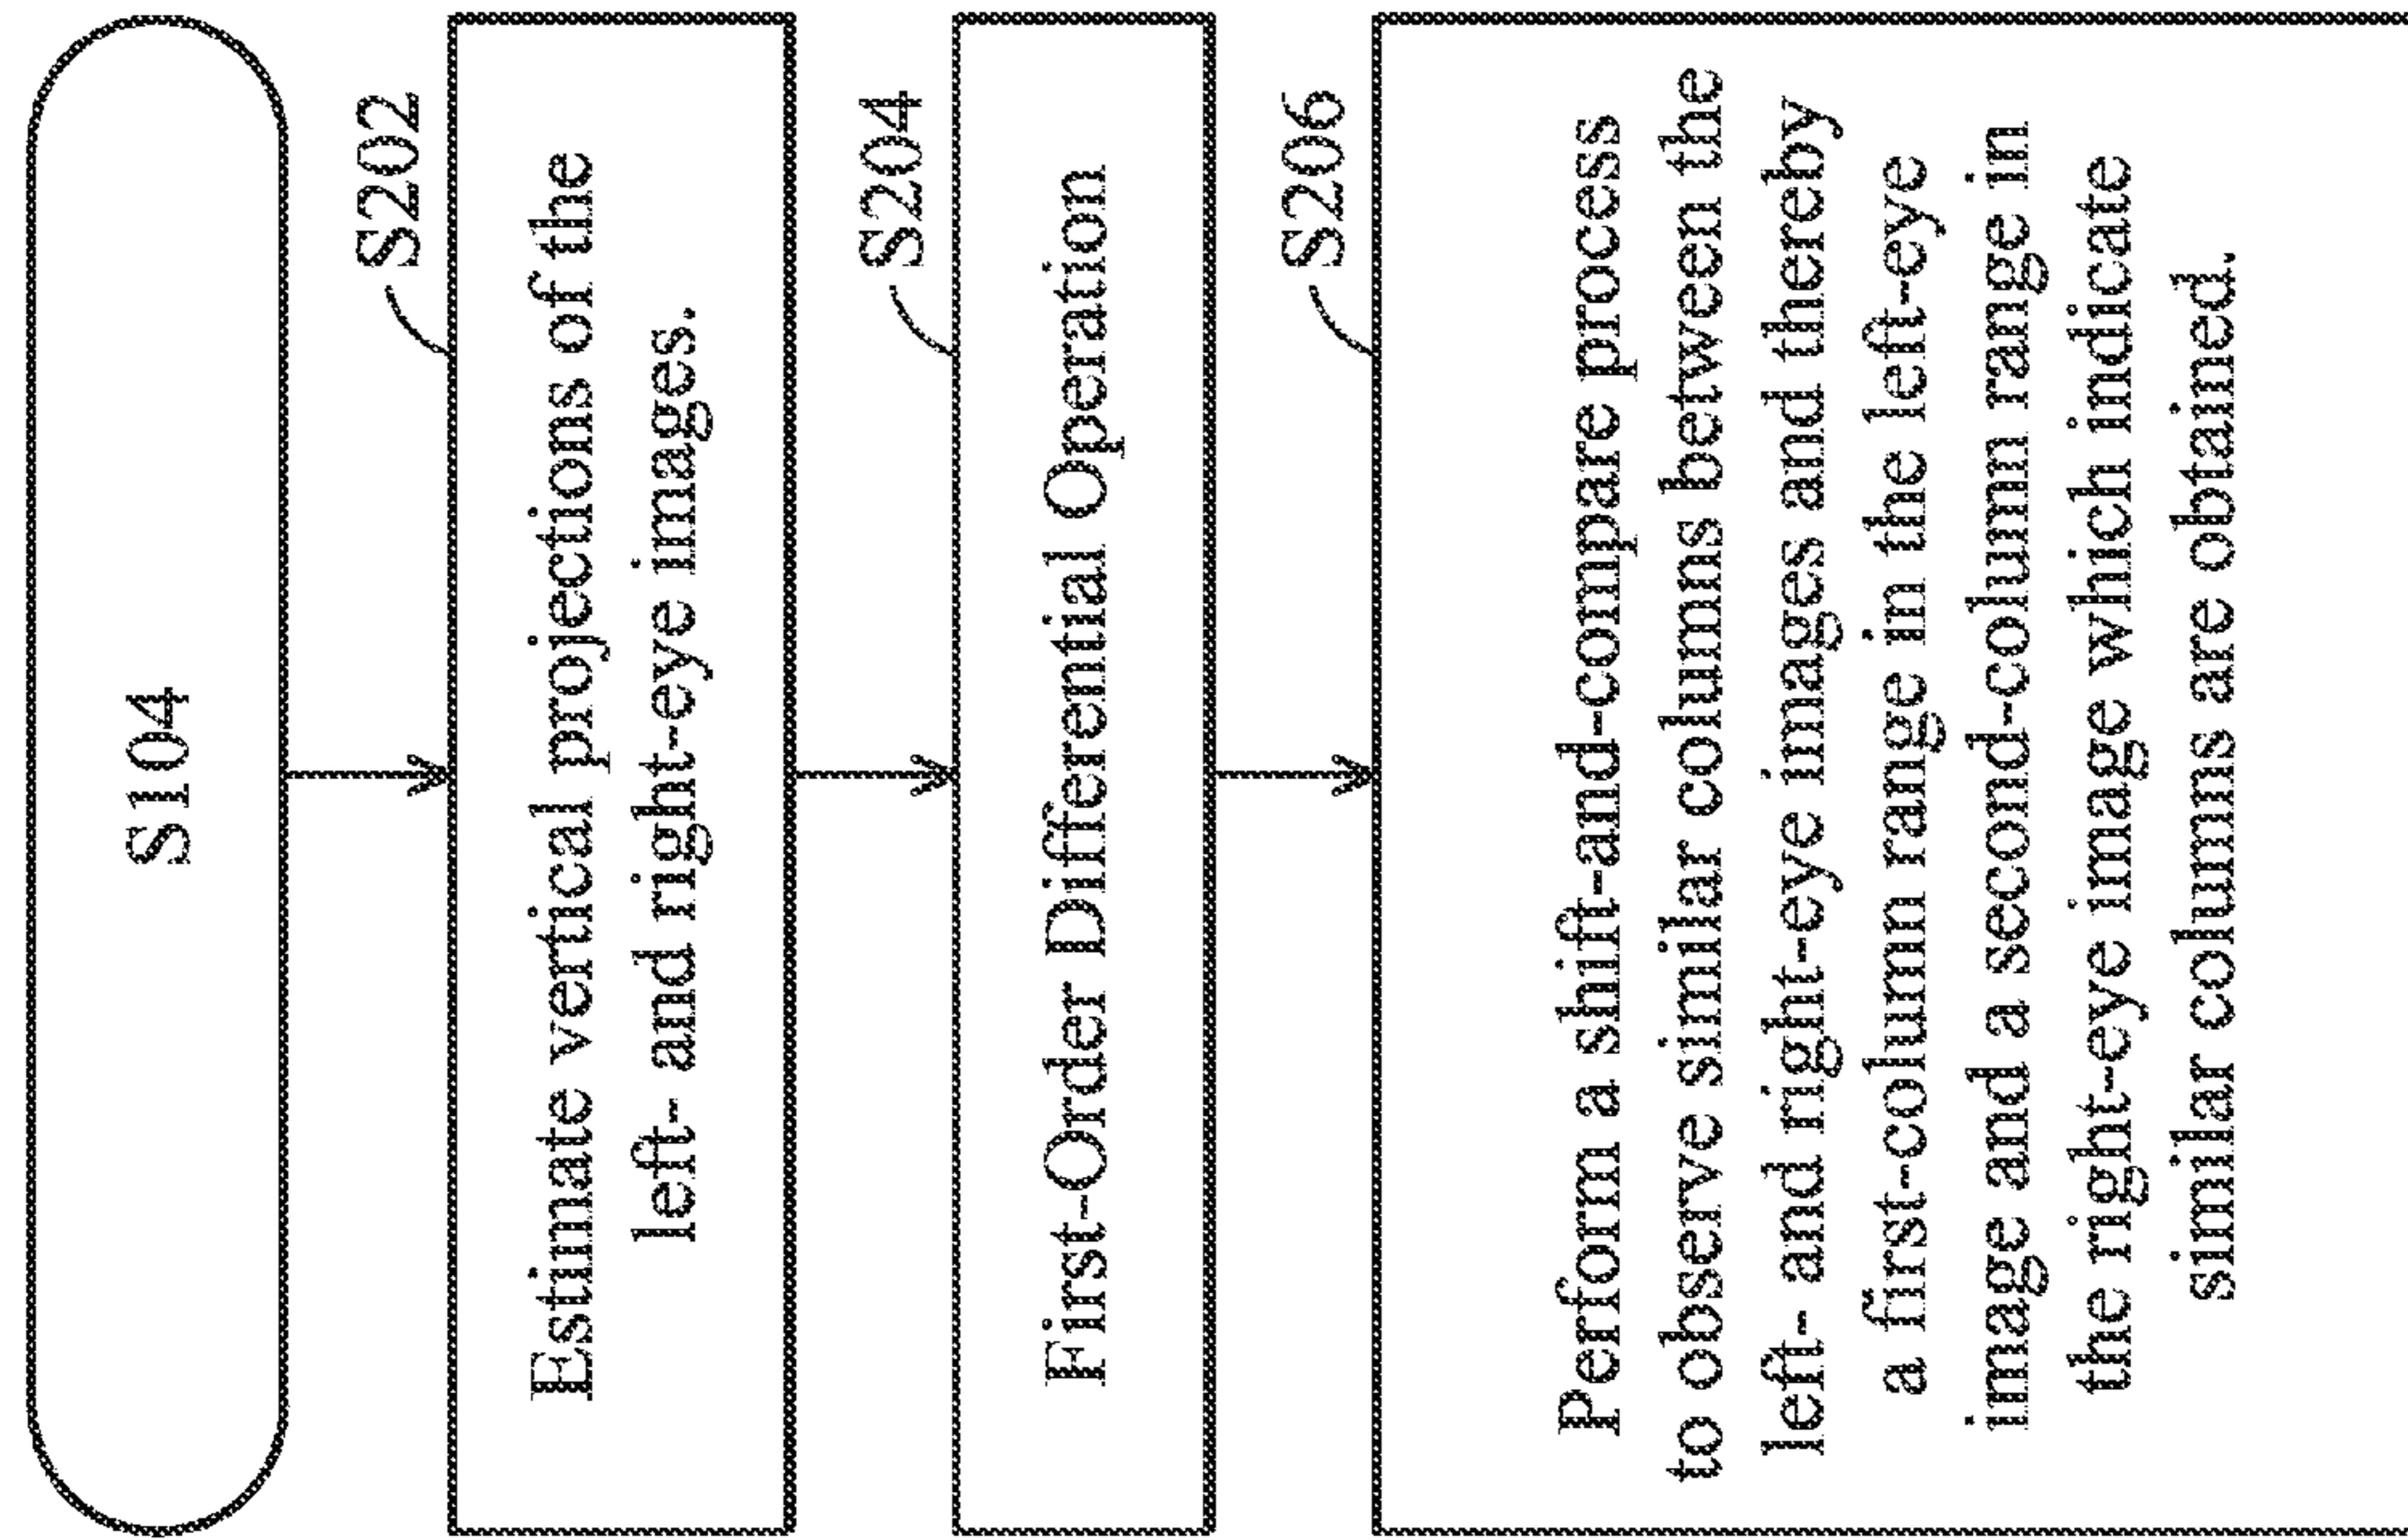 S104
S202
Estimate vertical projections of the
left- and right-eye images.
S204
First-Order Differential Operation
S206
Perform a shift-and-compare process
to observe similar columns between the
left- and right-eye images and thereby
a first-column range in the left-eye
image and a second-column range in
the right-eye image which indicate
similar columns are obtained.